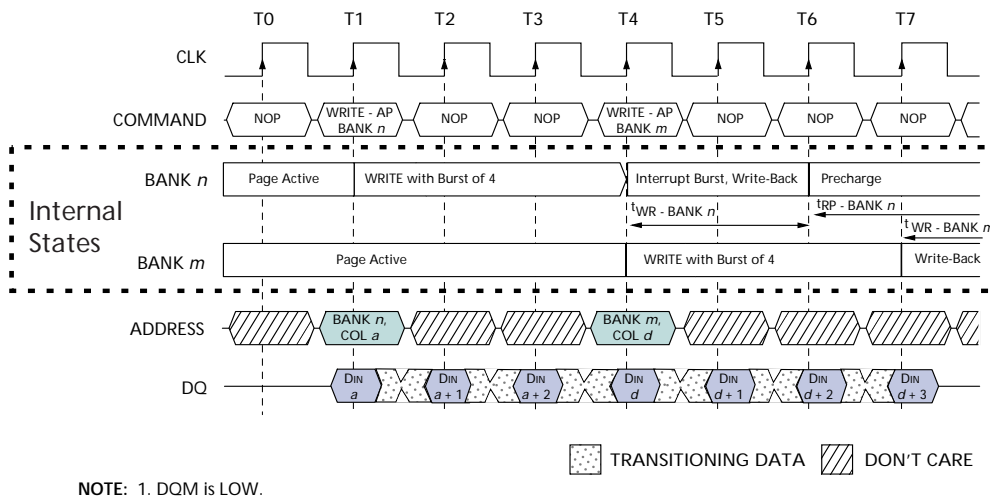 T0 T1 T2 T3 T4 T5 T6 T7
CLK
COMMAND NOP WRITE - AP BANK n NOP NOP WRITE - AP BANK m NOP NOP NOP
Internal States
BANK n Page Active WRITE with Burst of 4 Interrupt Burst, Write-Back Precharge
tWR - BANK n tRP - BANK n
tWR - BANK m
BANK m Page Active WRITE with Burst of 4 Write-Back
ADDRESS BANK n, COL a BANK m, COL d
DQ DIN a DIN a + 1 DIN a + 2 DIN d DIN d + 1 DIN d + 2 DIN d + 3
TRANSITIONING DATA DON'T CARE
NOTE: 1. DQM is LOW.